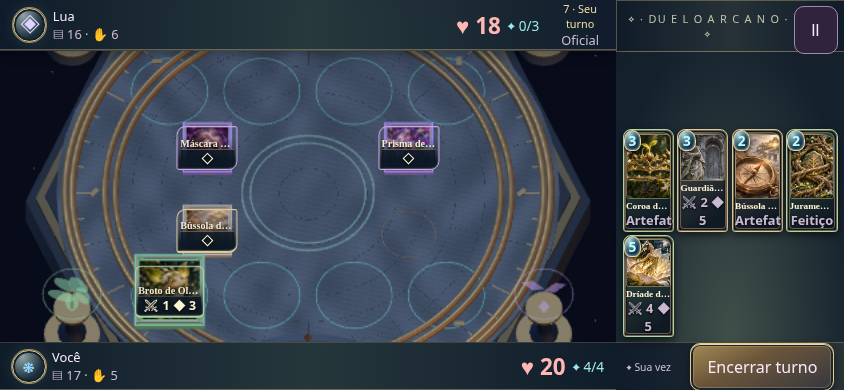 Lua
16 · 6
18
0/3
7 · Seu
turno
Oficial
· D U E L O A R C A N O ·
II
Máscara ...
Prisma de...
Bússola d...
Broto de Ol...
1 3
3
Coroa d...
Artefat
3
Guardiã...
2
5
2
Bússola ...
Artefat
2
Jurame...
Feitiço
5
Dríade d...
4
5
Você
17 · 5
20
4/4
Sua vez
Encerrar turno